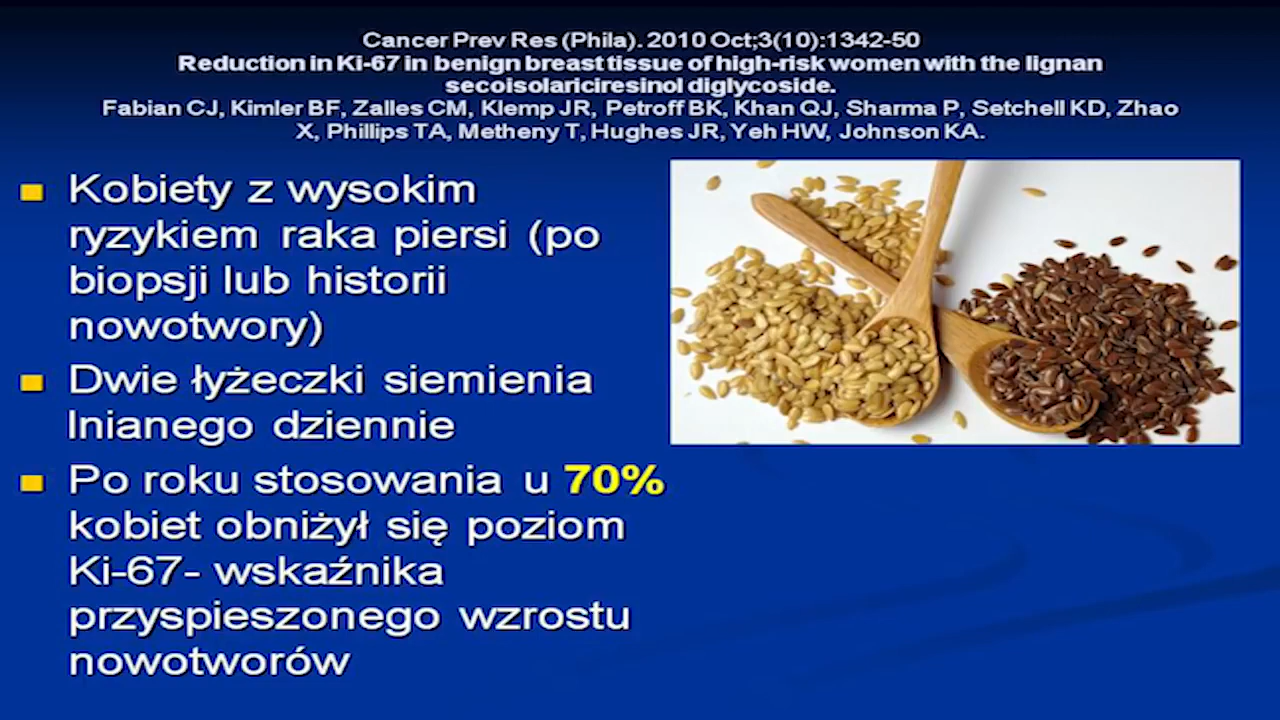 Cancer Prev Res (Phila). 2010 Oct;3(10):1342-50
Reduction in Ki-67 in benign breast tissue of high-risk women with the lignan
secoisolariciresinol diglycoside.
Fabian CJ, Kimler BF, Zalles CM, Klemp JR, Petroff BK, Khan QJ, Sharma P, Setchell KD, Zhao
X, Phillips TA, Metheny T, Hughes JR, Yeh HW, Johnson KA.
Kobiety z wysokim
ryzykiem raka piersi (po
biopsji lub historii
nowotwory)
Dwie łyżeczki siemienia
lnianego dziennie
Po roku stosowania u 70%
kobiet obniżył się poziom
Ki-67- wskaźnika
przyspieszonego wzrostu
nowotworów